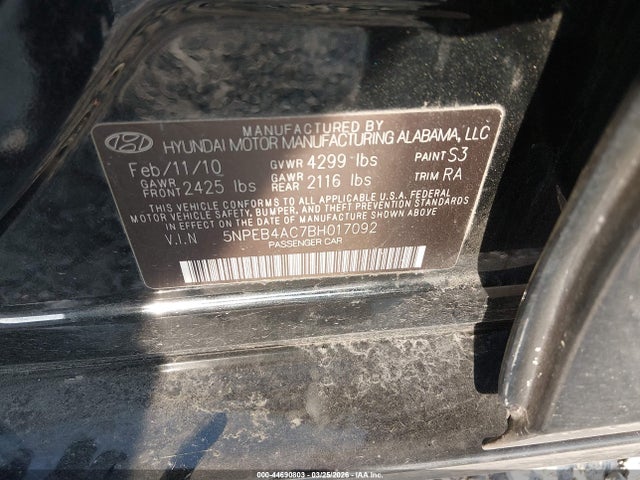 MANUFACTURED BY
HYUNDAI MOTOR MANUFACTURING ALABAMA, LLC
Feb/11/10 GVWR 4299 lbs PAINT S3
GAWR FRONT 2425 lbs GAWR REAR 2116 lbs TRIM RA
THIS VEHICLE CONFORMS TO ALL APPLICABLE U.S.A. FEDERAL
MOTOR VEHICLE SAFETY, BUMPER, AND THEFT PREVENTION STANDARDS
IN EFFECT ON THE DATE OF MANUFACTURE SHOWN ABOVE.
V.I.N 5NPEB4AC7BH017092
PASSENGER CAR
000-44690803 - 03/25/2026 - IAA, Inc.